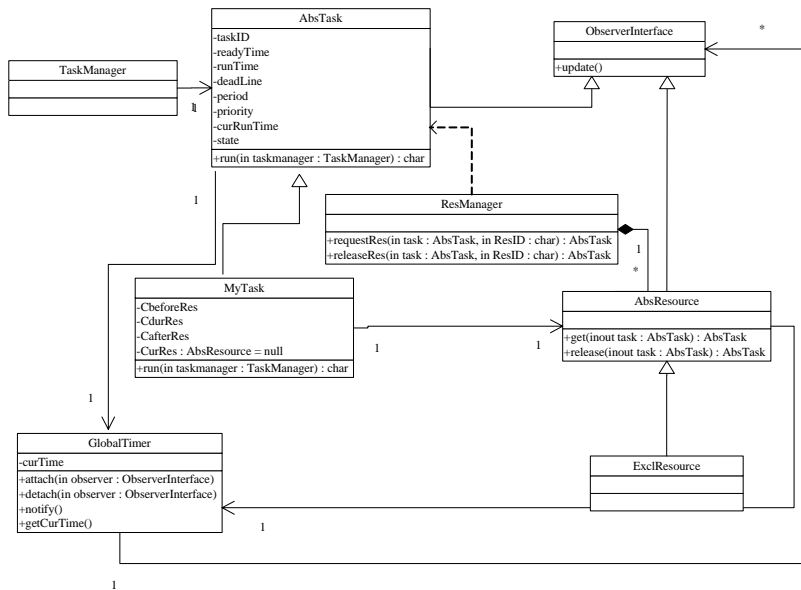 AbsTask
-taskID
-readyTime
-runTime
-deadLine
-period
-priority
-curRunTime
-state
+run(in taskmanager : TaskManager) : char
ObserverInterface
+update()
*
TaskManager
1
1
1
ResManager
+requestRes(in task : AbsTask, in ResID : char) : AbsTask
+releaseRes(in task : AbsTask, in ResID : char) : AbsTask
1
*
MyTask
-CbeforeRes
-CdurRes
-CafterRes
-CurRes : AbsResource = null
+run(in taskmanager : TaskManager) : char
1
1
AbsResource
+get(inout task : AbsTask) : AbsTask
+release(inout task : AbsTask) : AbsTask
1
GlobalTimer
-curTime
+attach(in observer : ObserverInterface)
+detach(in observer : ObserverInterface)
+notify()
+getCurTime()
ExclResource
1
1